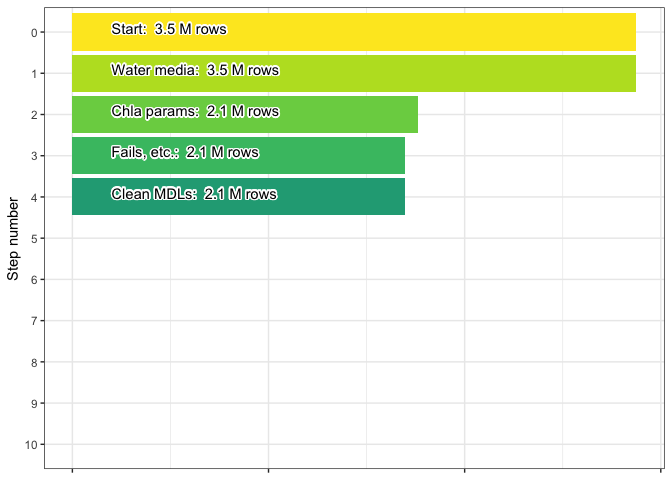 Start:  3.5 M rows
Water media:  3.5 M rows
Chla params:  2.1 M rows
Fails, etc.:  2.1 M rows
Clean MDLs:  2.1 M rows
Step number
0
1
2
3
4
5
6
7
8
9
10